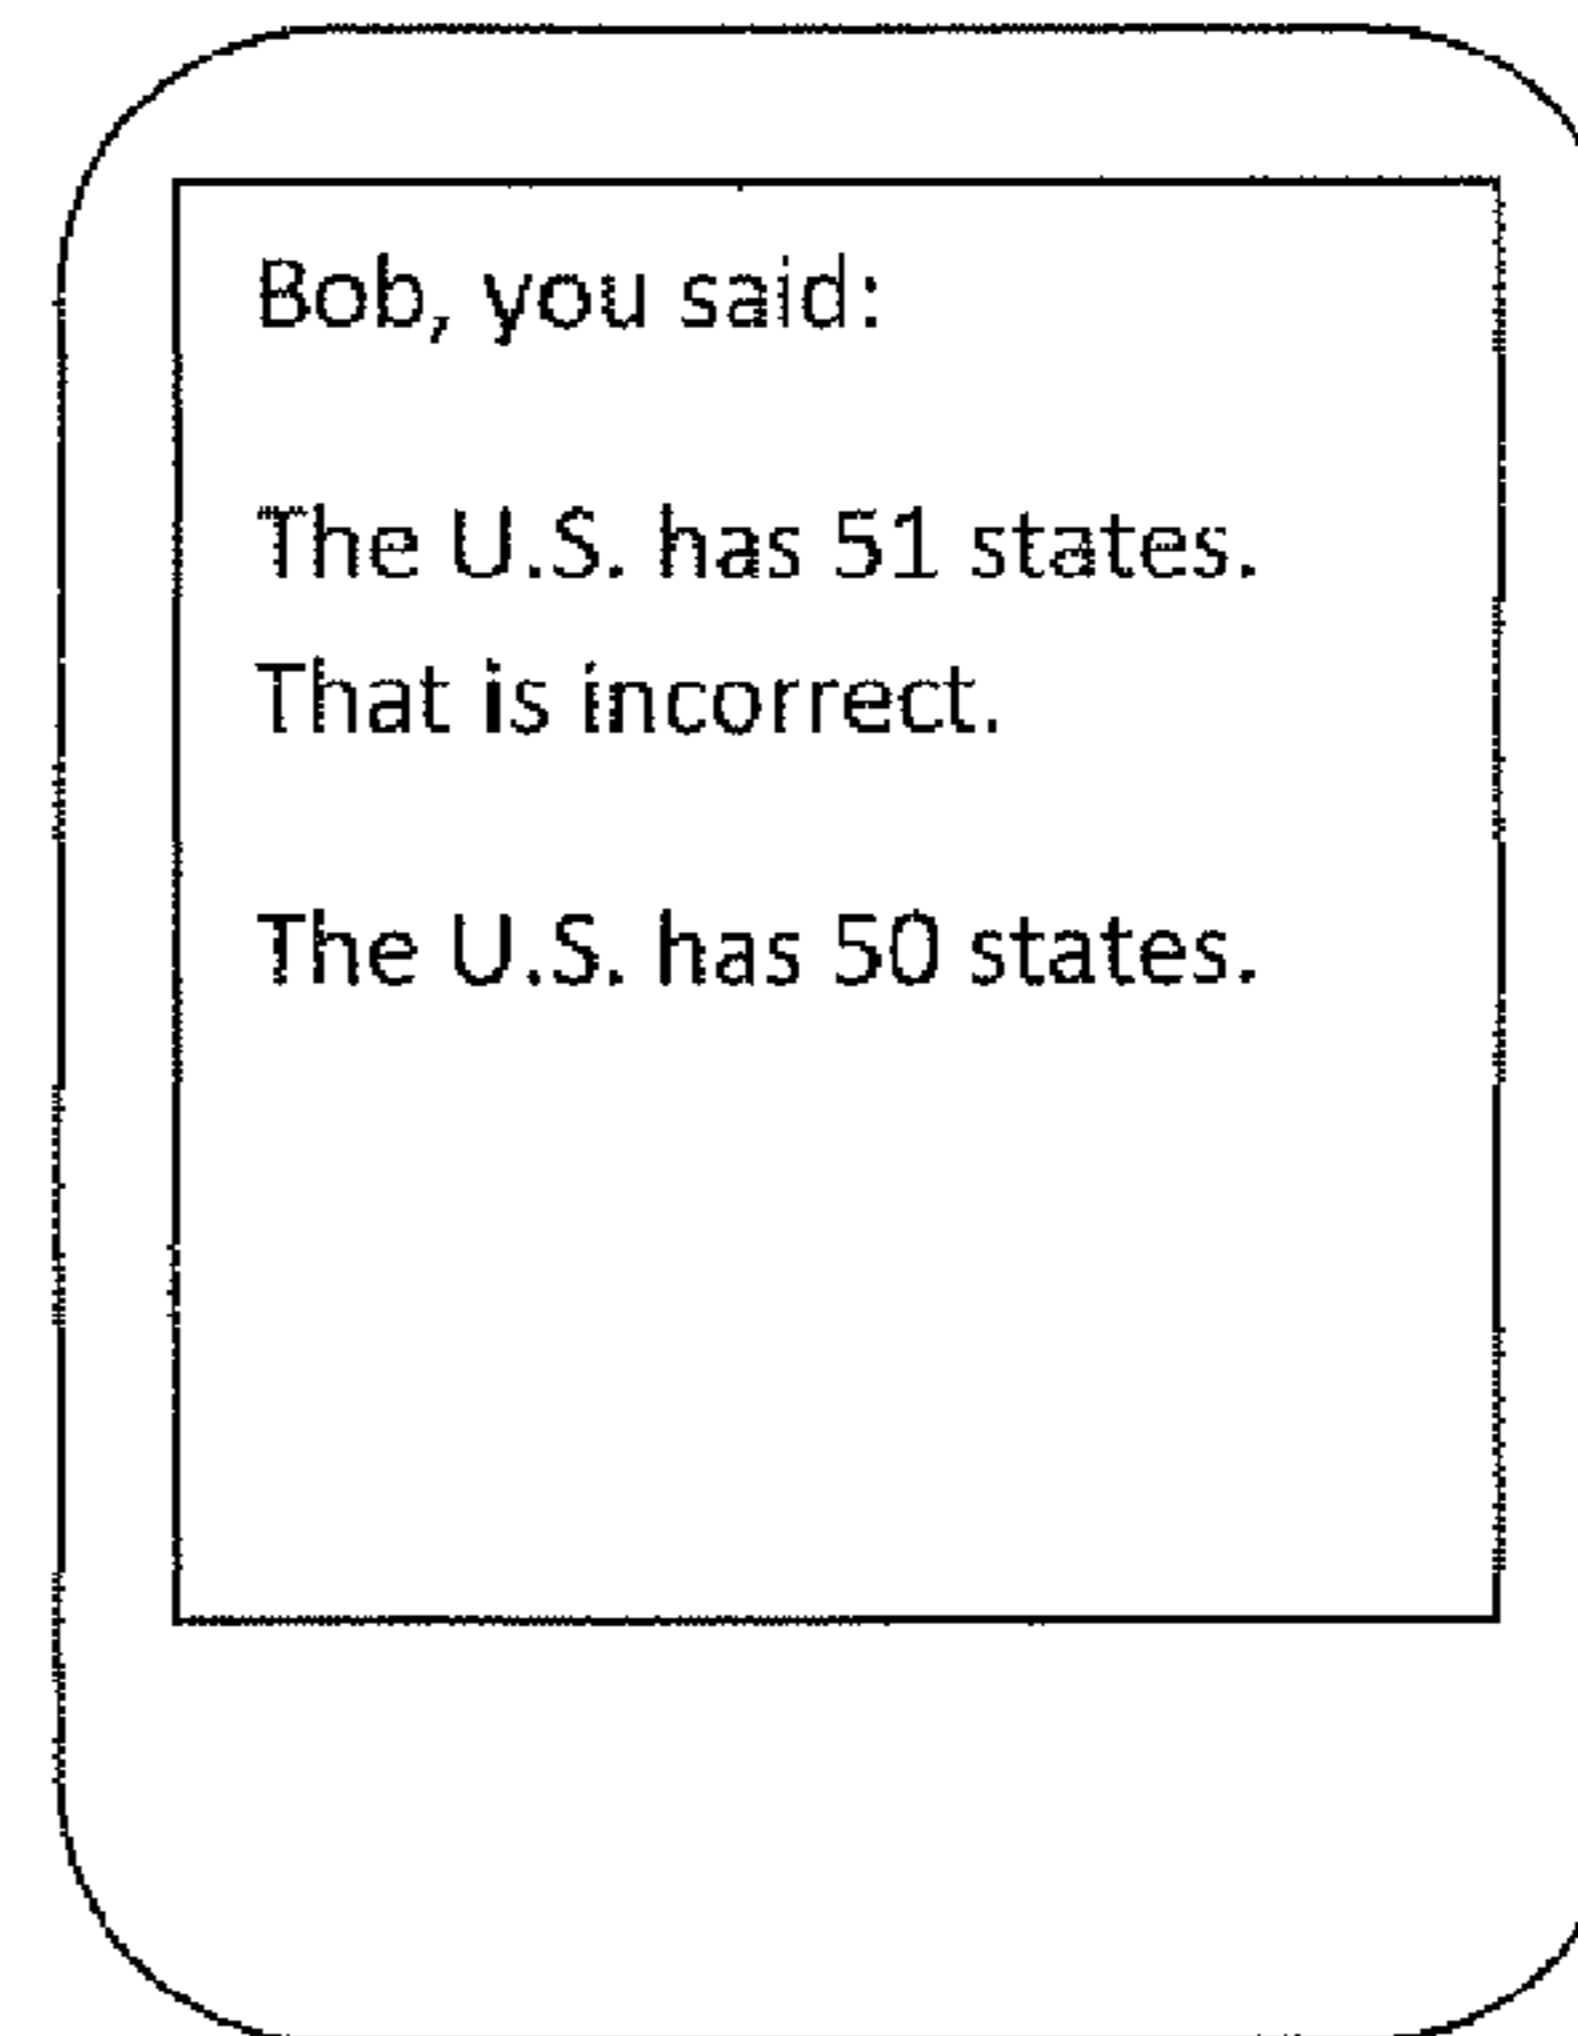 Bob, you said:
The U.S. has 51 states.
That is incorrect.
The U.S. has 50 states.